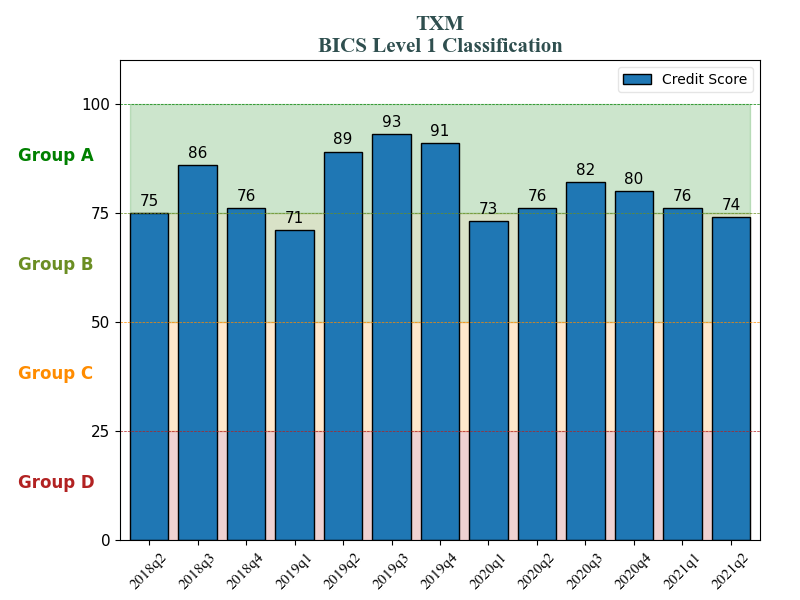 TXM
BICS Level 1 Classification
Credit Score
100
Group A
75
Group B
50
Group C
25
Group D
0
75
86
76
71
89
93
91
73
76
82
80
76
74
2018q2
2018q3
2018q4
2019q1
2019q2
2019q3
2019q4
2020q1
2020q2
2020q3
2020q4
2021q1
2021q2